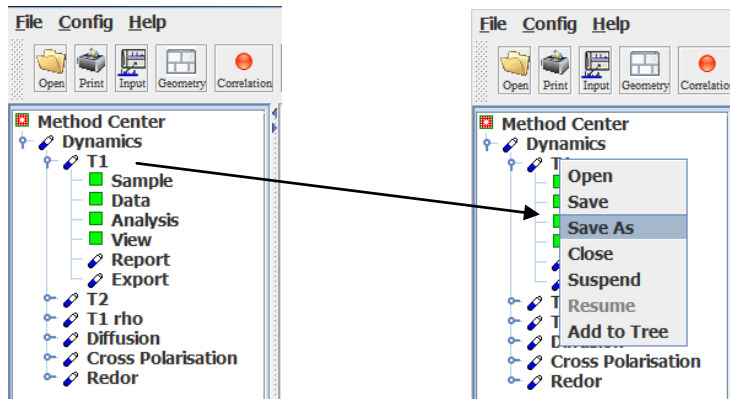 File Config Help
Open Print Input Geometry Correlation
Method Center
Dynamics
T1
Sample
Data
Analysis
View
Report
Export
T2
T1 rho
Diffusion
Cross Polarisation
Redor
File Config Help
Open Print Input Geometry Correlatio
Method Center
Dynamics
Open
Save
Save As
Close
Suspend
Resume
Add to Tree
Cross Polarisation
Redor